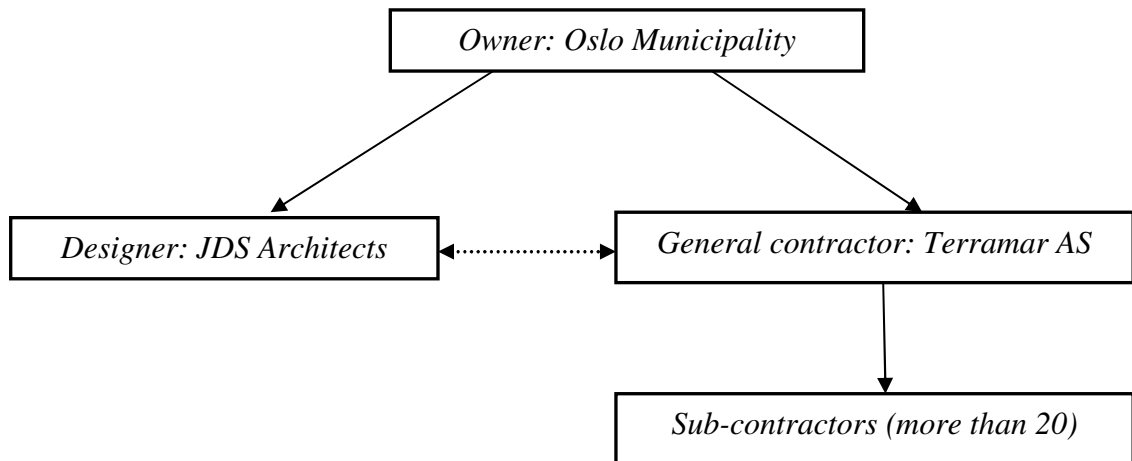 Owner: Oslo Municipality
Designer: JDS Architects
General contractor: Terramar AS
Sub-contractors (more than 20)